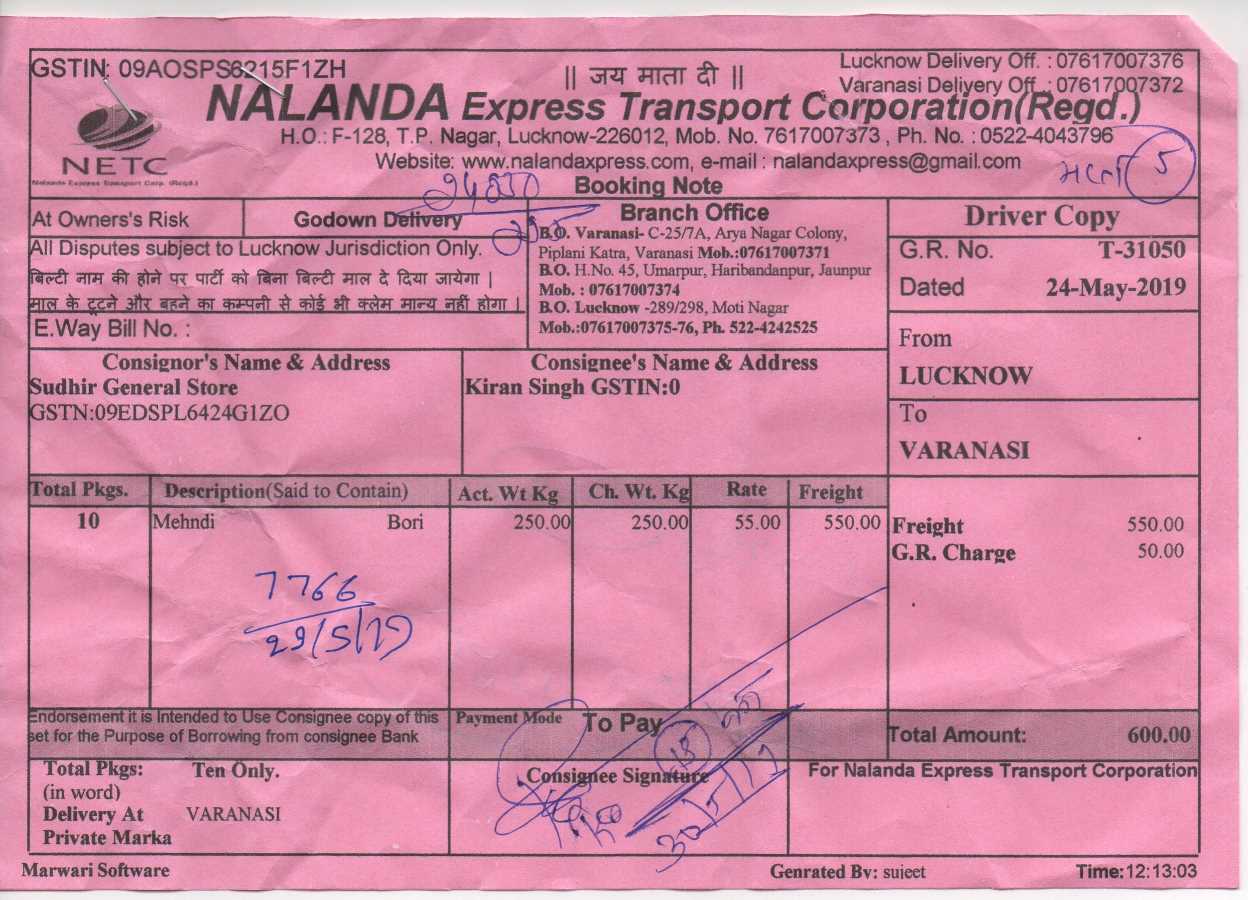 GSTIN: 09AOSPS6215F1ZH
|| जय माता दी ||
Lucknow Delivery Off. : 07617007376
Varanasi Delivery Off. : 07617007372
NALANDA Express Transport Corporation(Regd.)
H.O.: F-128, T.P. Nagar, Lucknow-226012, Mob. No. 7617007373 , Ph. No. : 0522-4043796
Website: www.nalandaxpress.com, e-mail : nalandaxpress@gmail.com
NETC
Nalanda Express Transport Corp. (Regd.)
Booking Note
5
At Owners's Risk
Godown Delivery
All Disputes subject to Lucknow Jurisdiction Only.
बिल्टी नाम की होने पर पार्टी को बिना बिल्टी माल दे दिया जायेगा |
माल के टूटने और बहने का कम्पनी से कोई भी क्लेम मान्य नहीं होगा |
E.Way Bill No. :
Branch Office
B.O. Varanasi- C-25/7A, Arya Nagar Colony,
Piplani Katra, Varanasi Mob.:07617007371
B.O. H.No. 45, Umarpur, Haribandanpur, Jaunpur
Mob. : 07617007374
B.O. Lucknow -289/298, Moti Nagar
Mob.:07617007375-76, Ph. 522-4242525
Driver Copy
G.R. No. T-31050
Dated 24-May-2019
From
LUCKNOW
To
VARANASI
Consignor's Name & Address
Sudhir General Store
GSTN:09EDSPL6424G1ZO
Consignee's Name & Address
Kiran Singh GSTIN:0
Total Pkgs. Description(Said to Contain) Act. Wt Kg Ch. Wt. Kg Rate Freight
10 Mehndi Bori 250.00 250.00 55.00 550.00
Freight 550.00
G.R. Charge 50.00
7766
29/5/19
Endorsement it is Intended to Use Consignee copy of this
set for the Purpose of Borrowing from consignee Bank
Payment Mode To Pay
Total Amount: 600.00
Total Pkgs: Ten Only.
(in word)
Delivery At VARANASI
Private Marka
Consignee Signature
30/5/19
For Nalanda Express Transport Corporation
Marwari Software
Genrated By: sujeet
Time:12:13:03